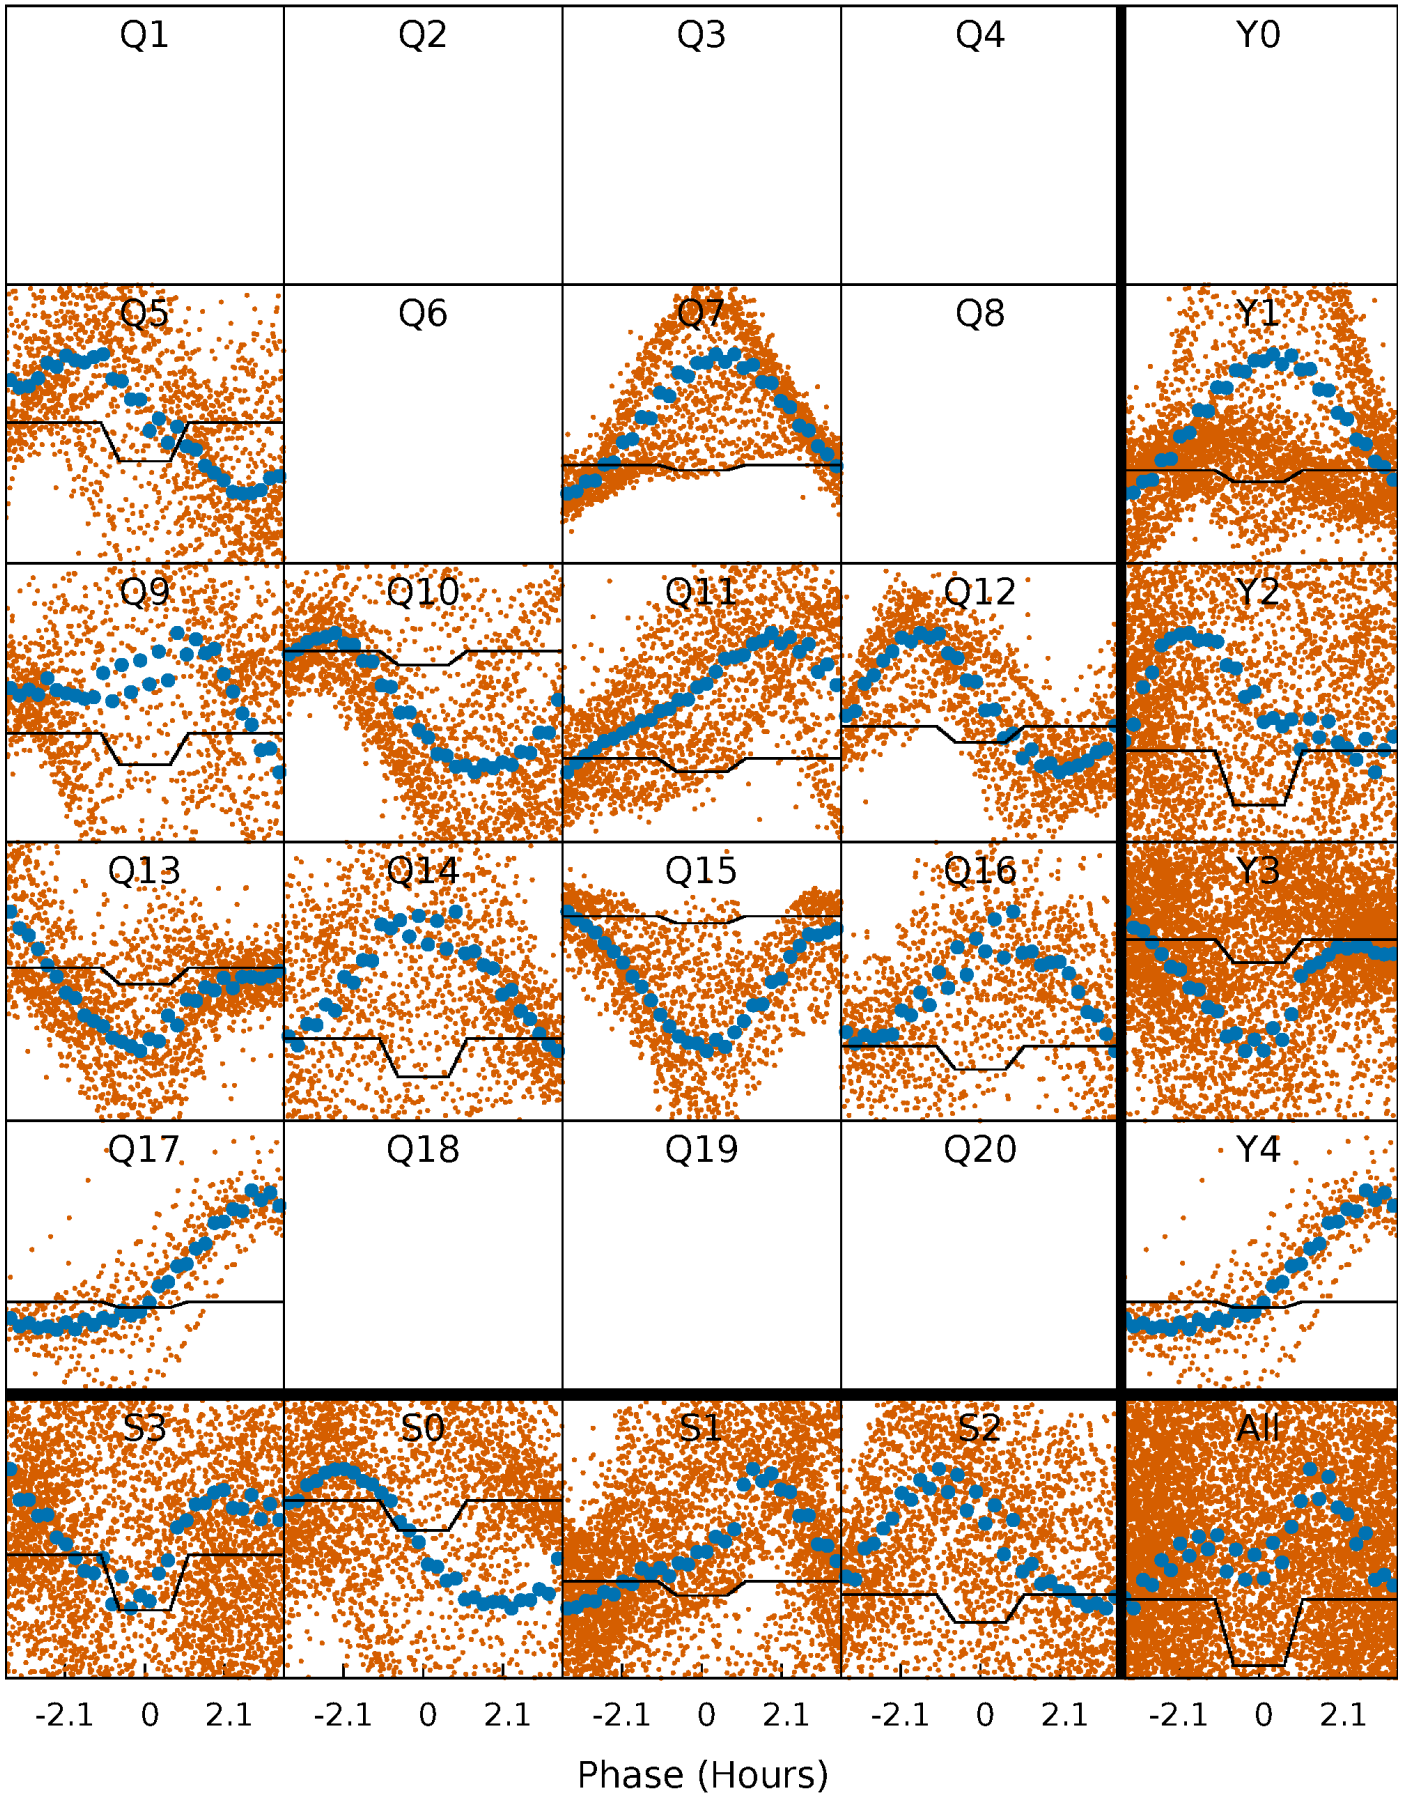 Q1 Q2 Q3 Q4 Y0
Q5 Q6 Q7 Q8 Y1
Q9 Q10 Q11 Q12 Y2
Q13 Q14 Q15 Q16 Y3
Q17 Q18 Q19 Q20 Y4
S3 S0 S1 S2 All
-2.1 0 2.1 -2.1 0 2.1 -2.1 0 2.1 -2.1 0 2.1 -2.1 0 2.1
Phase (Hours)